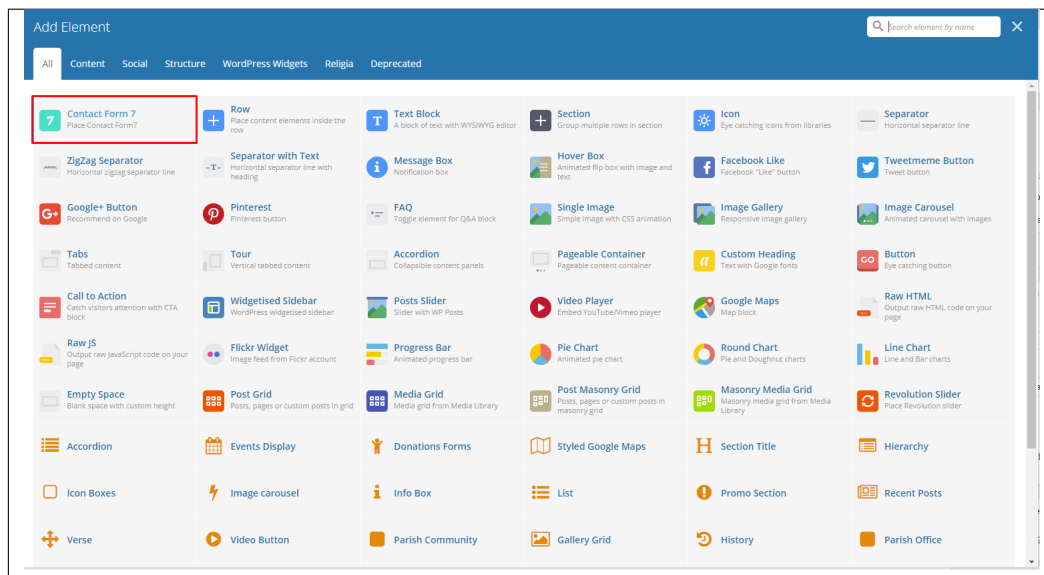 Add Element
Search element by name
All Content Social Structure WordPress Widgets Religia Deprecated
7
Contact Form 7
Place Contact Form7
Row
Place content elements inside the
row
T
Text Block
A block of text with WYSIWYG editor
Section
Group multiple rows in section
Icon
Eye catching icons from libraries
Separator
Horizontal separator line
ZigZag Separator
Horizontal zigzag separator line
-T-
Separator with Text
Horizontal separator line with
heading
i
Message Box
Notification box
Hover Box
Animated flip box with image and
text
f
Facebook Like
Facebook "Like" button
Tweetmeme Button
Tweet button
G+
Google+ Button
Recommend on Google
Pinterest
Pinterest button
FAQ
Toggle element for Q&A block
Single Image
Simple image with CSS animation
Image Gallery
Responsive image gallery
Image Carousel
Animated carousel with images
Tabs
Tabbed content
Tour
Vertical tabbed content
Accordion
Collapsible content panels
Pageable Container
Pageable content container
a
Custom Heading
Text with Google fonts
GO
Button
Eye catching button
Call to Action
Catch visitors attention with CTA
block
Widgetised Sidebar
WordPress widgetised sidebar
Posts Slider
Slider with WP Posts
Video Player
Embed YouTube/Vimeo player
Google Maps
Map block
Raw HTML
Output raw HTML code on your
page
Raw JS
Output raw JavaScript code on your
page
Flickr Widget
Image feed from Flickr account
Progress Bar
Animated progress bar
Pie Chart
Animated pie chart
Round Chart
Pie and Doughnut charts
Line Chart
Line and Bar charts
Empty Space
Blank space with custom height
Post Grid
Posts, pages or custom posts in grid
Media Grid
Media grid from Media Library
Post Masonry Grid
Posts, pages or custom posts in
masonry grid
Masonry Media Grid
Masonry media grid from Media
Library
Revolution Slider
Place Revolution slider
Accordion
Events Display
Donations Forms
Styled Google Maps
H
Section Title
Hierarchy
Icon Boxes
Image carousel
i
Info Box
List
Promo Section
Recent Posts
Verse
Video Button
Parish Community
Gallery Grid
History
Parish Office